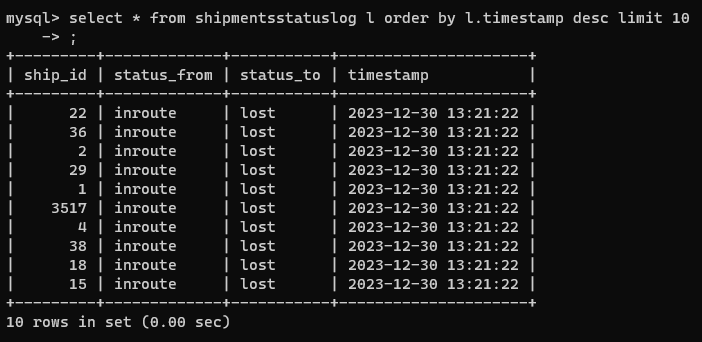 mysql> select * from shipmentsstatuslog l order by l.timestamp desc limit 10
    -> ;
+---------+-------------+-----------+---------------------+
| ship_id | status_from | status_to | timestamp           |
+---------+-------------+-----------+---------------------+
|      22 | inroute     | lost      | 2023-12-30 13:21:22 |
|      36 | inroute     | lost      | 2023-12-30 13:21:22 |
|       2 | inroute     | lost      | 2023-12-30 13:21:22 |
|      29 | inroute     | lost      | 2023-12-30 13:21:22 |
|       1 | inroute     | lost      | 2023-12-30 13:21:22 |
|    3517 | inroute     | lost      | 2023-12-30 13:21:22 |
|       4 | inroute     | lost      | 2023-12-30 13:21:22 |
|      38 | inroute     | lost      | 2023-12-30 13:21:22 |
|      18 | inroute     | lost      | 2023-12-30 13:21:22 |
|      15 | inroute     | lost      | 2023-12-30 13:21:22 |
+---------+-------------+-----------+---------------------+
10 rows in set (0.00 sec)